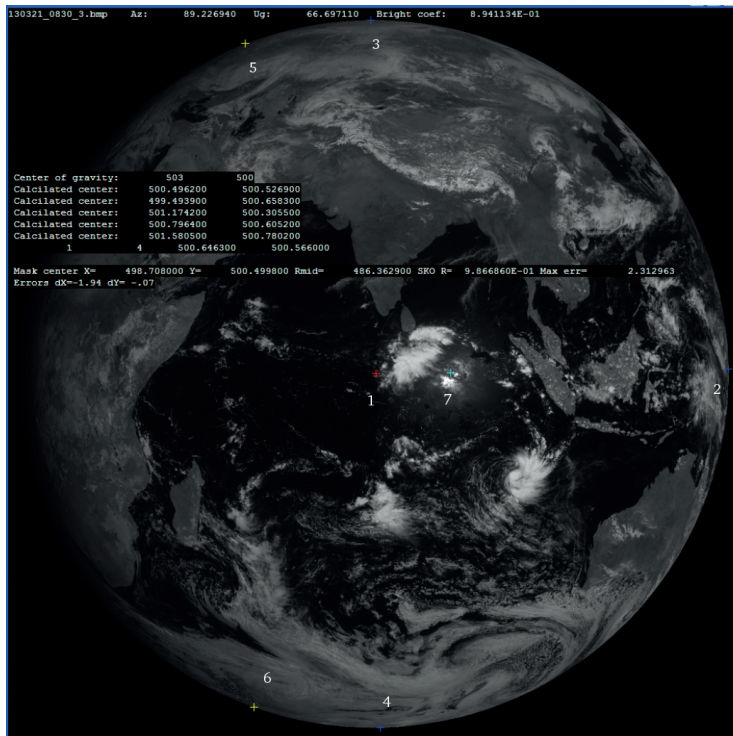 130321_0830_3.bmp Az: 89.226940 Ug: 66.697110 Bright coef: 8.941134E-01
3
5
Center of gravity: 503 500
Calcilated center: 500.496200 500.526900
Calcilated center: 499.493900 500.658300
Calcilated center: 501.174200 500.305500
Calcilated center: 500.796400 500.605200
Calcilated center: 501.580500 500.780200
1 4 500.646300 500.566000
Mask center X= 498.708000 Y= 500.499800 Rmid= 486.362900 SKO R= 9.866860E-01 Max err= 2.312963
Errors dX=-1.94 dY= -.07
2
1 7
6
4